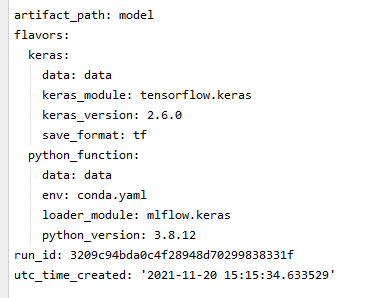 artifact_path: model
flavors:
  keras:
    data: data
    keras_module: tensorflow.keras
    keras_version: 2.6.0
    save_format: tf
  python_function:
    data: data
    env: conda.yaml
    loader_module: mlflow.keras
    python_version: 3.8.12
run_id: 3209c94bda0c4f28948d70299838331f
utc_time_created: '2021-11-20 15:15:34.633529'